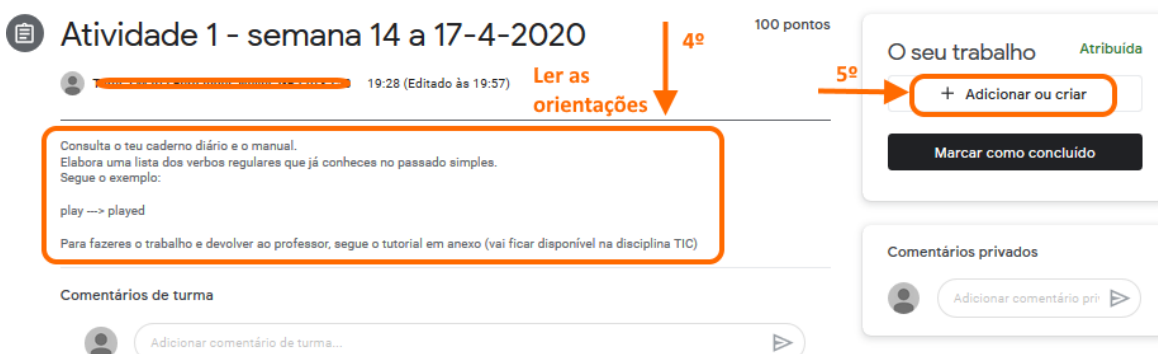 Atividade 1 - semana 14 a 17-4-2020
100 pontos
4º
19:28 (Editado às 19:57)
Ler as
orientações
Consulta o teu caderno diário e o manual.
Elabora uma lista dos verbos regulares que já conheces no passado simples.
Segue o exemplo:
play ---> played
Para fazeres o trabalho e devolver ao professor, segue o tutorial em anexo (vai ficar disponível na disciplina TIC)
Comentários de turma
Adicionar comentário de turma...
O seu trabalho
Atribuída
5º
+ Adicionar ou criar
Marcar como concluído
Comentários privados
Adicionar comentário pri